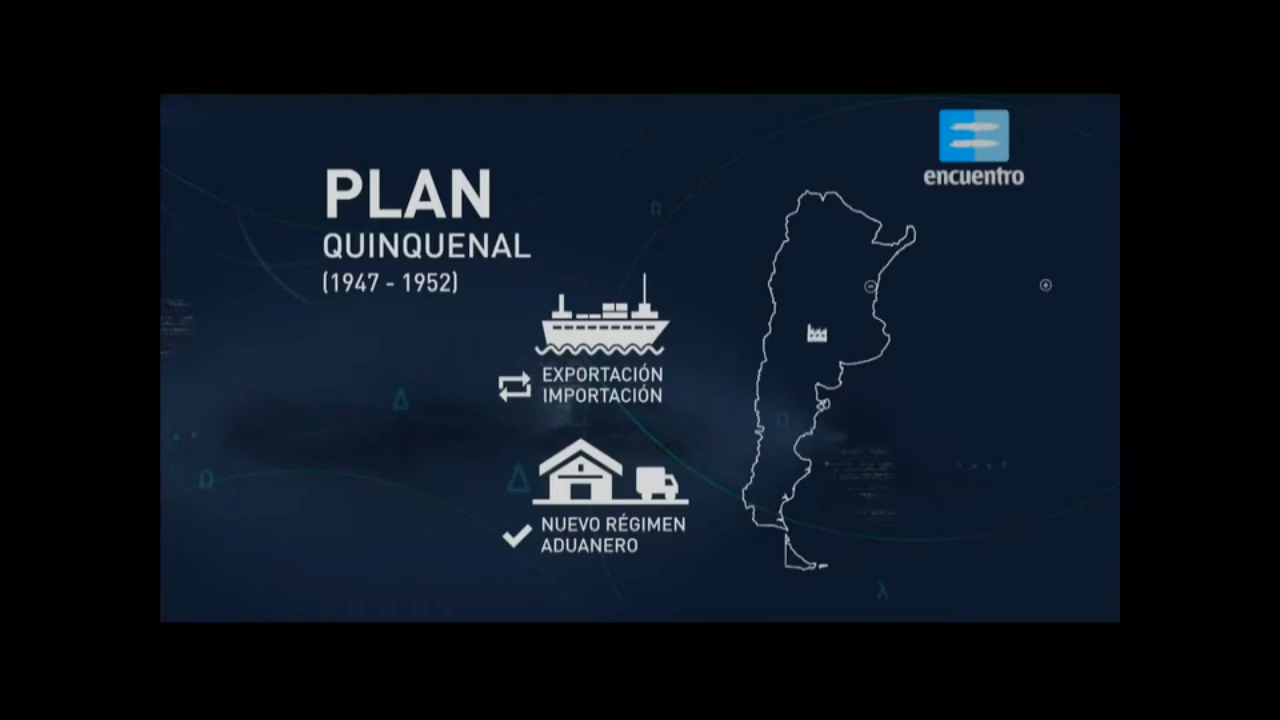 encuentro
PLAN
QUINQUENAL
(1947 - 1952)
EXPORTACIÓN
IMPORTACIÓN
NUEVO RÉGIMEN
ADUANERO
Ω
Δ
Ω
Δ
λ